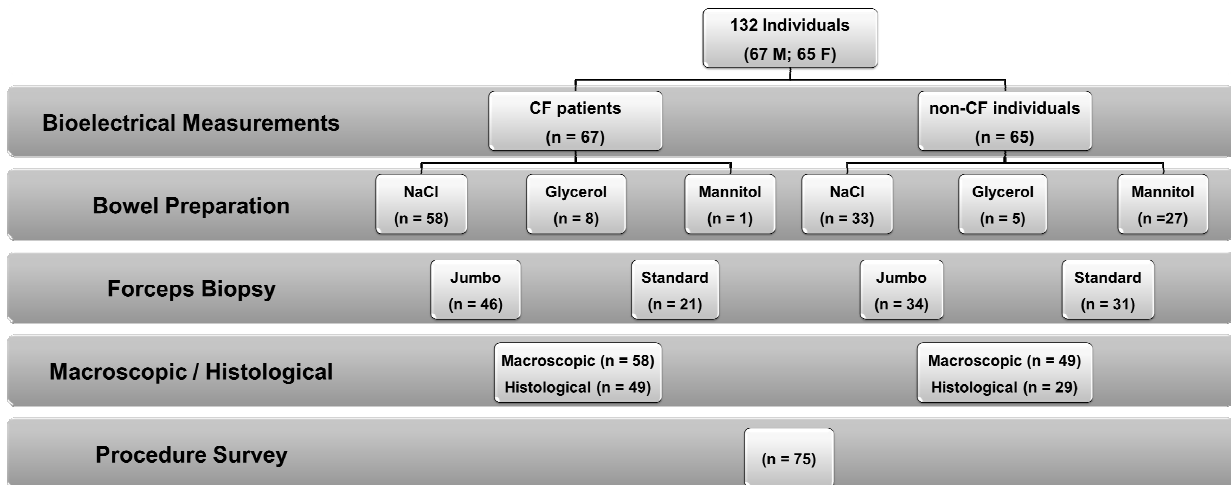 132 Individuals
(67 M; 65 F)
Bioelectrical Measurements
CF patients
(n = 67)
non-CF individuals
(n = 65)
Bowel Preparation
NaCl
(n = 58)
Glycerol
(n = 8)
Mannitol
(n = 1)
NaCl
(n = 33)
Glycerol
(n = 5)
Mannitol
(n =27)
Forceps Biopsy
Jumbo
(n = 46)
Standard
(n = 21)
Jumbo
(n = 34)
Standard
(n = 31)
Macroscopic / Histological
Macroscopic (n = 58)
Histological (n = 49)
Macroscopic (n = 49)
Histological (n = 29)
Procedure Survey
(n = 75)